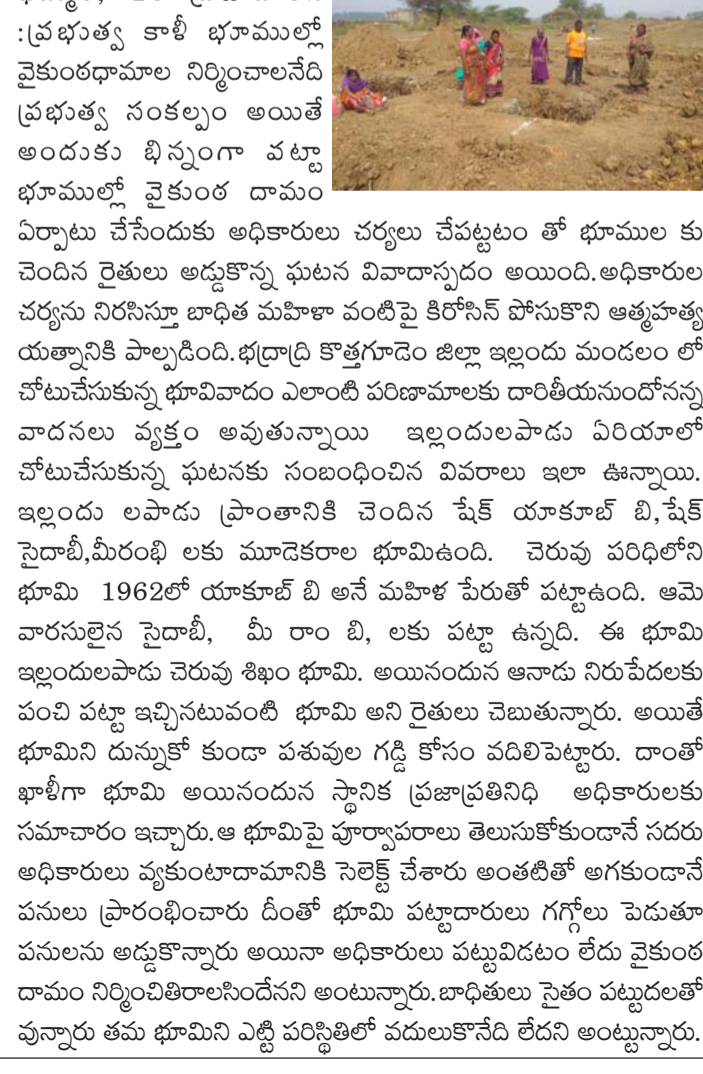 :ప్రభుత్వ కాళీ భూముల్లో
వైకుంఠధామాల నిర్మించాలనేది
ప్రభుత్వ సంకల్పం అయితే
అందుకు భిన్నంగా వట్టా
భూముల్లో వైకుంఠ దామం
ఏర్పాటు చేసేందుకు అధికారులు చర్యలు చేపట్టటం తో భూముల కు
చెందిన రైతులు అడ్డుకొన్న ఘటన వివాదాస్పదం అయింది.అధికారుల
చర్యను నిరసిస్తూ బాధిత మహిళా వంటిపై కిరోసిన్ పోసుకొని ఆత్మహత్య
యత్నానికి పాల్పడింది.భద్రాద్రి కొత్తగూడెం జిల్లా ఇల్లందు మండలం లో
చోటుచేసుకున్న భూవివాదం ఎలాంటి పరిణామాలకు దారితీయనుందోనన్న
వాదనలు వ్యక్తం అవుతున్నాయి ఇల్లందులపాడు ఏరియాలో
చోటుచేసుకున్న ఘటనకు సంబంధించిన వివరాలు ఇలా ఊన్నాయి.
ఇల్లందు లపాడు ప్రాంతానికి చెందిన షేక్ యాకూబ్ బి,షేక్
సైదాబీ,మీరంభి లకు మూడెకరాల భూమిఉంది. చెరువు పరిధిలోని
భూమి 1962లో యాకూబ్ బి అనే మహిళ పేరుతో పట్టాఉంది. ఆమె
వారసులైన సైదాబీ, మీ రాం బి, లకు పట్టా ఉన్నది. ఈ భూమి
ఇల్లందులపాడు చెరువు శిఖం భూమి. అయినందున ఆనాడు నిరుపేదలకు
పంచి పట్టా ఇచ్చినటువంటి భూమి అని రైతులు చెబుతున్నారు. అయితే
భూమిని దున్నుకో కుండా పశువుల గడ్డి కోసం వదిలిపెట్టారు. దాంతో
ఖాళీగా భూమి అయినందున స్థానిక ప్రజాప్రతినిధి అధికారులకు
సమాచారం ఇచ్చారు.ఆ భూమిపై పూర్వాపరాలు తెలుసుకోకుండానే సదరు
అధికారులు వ్యకుంటాదామానికి సెలెక్ట్ చేశారు అంతటితో అగకుండానే
పనులు ప్రారంభించారు దీంతో భూమి పట్టాదారులు గగ్గోలు పెడుతూ
పనులను అడ్డుకొన్నారు అయినా అధికారులు పట్టువిడటం లేదు వైకుంఠ
దామం నిర్మించితిరాలసిందేనని అంటున్నారు.బాధితులు సైతం పట్టుదలతో
వున్నారు తమ భూమిని ఎట్టి పరిస్థితిలో వదులుకొనేది లేదని అంట్టున్నారు.